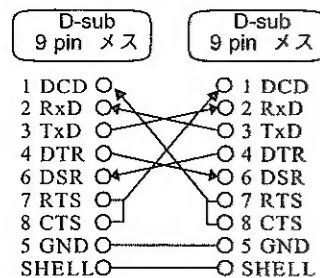 D-sub
9 pin メス
D-sub
9 pin メス
1 DCD
2 RxD
3 TxD
4 DTR
6 DSR
7 RTS
8 CTS
5 GND
SHELL
1 DCD
2 RxD
3 TxD
4 DTR
6 DSR
7 RTS
8 CTS
5 GND
SHELL